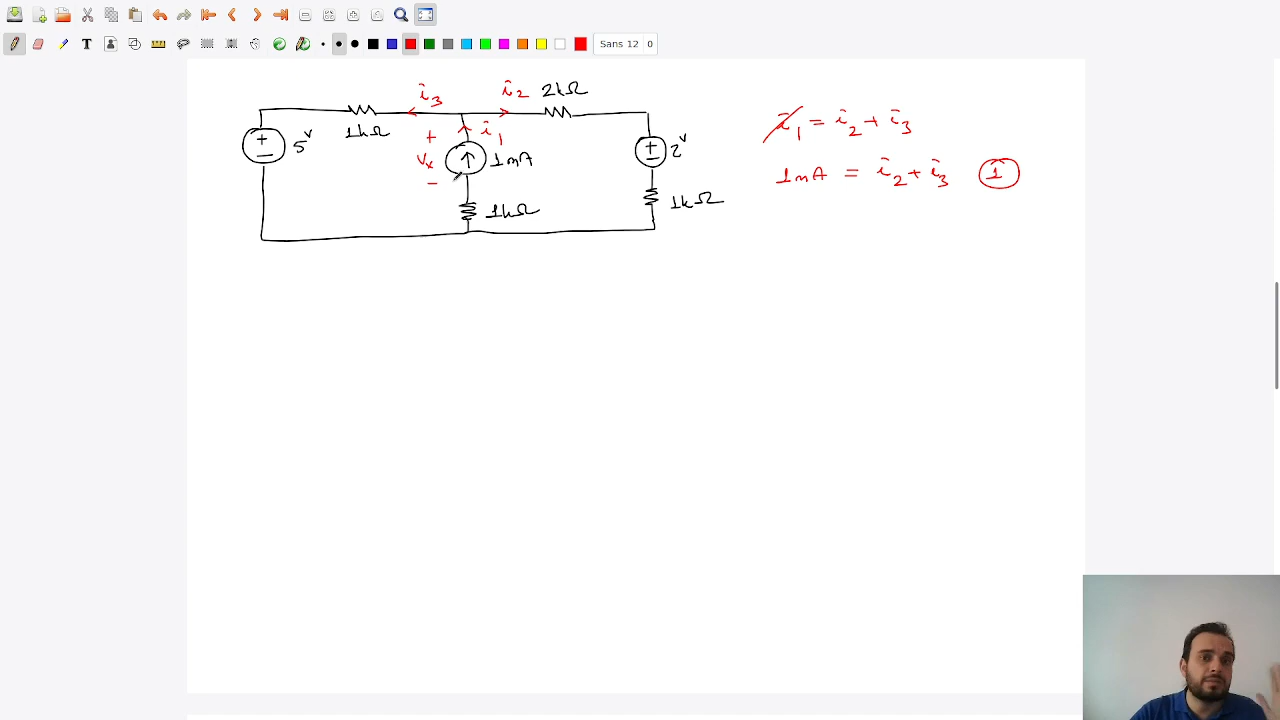 Sans 12 0
i3
i2
2kΩ
i1 = i2 + i3
1kΩ
+
i1
5v
+
-
Vx
1mA
+
-
2v
1mA = i2 + i3 1
-
1kΩ
1kΩ